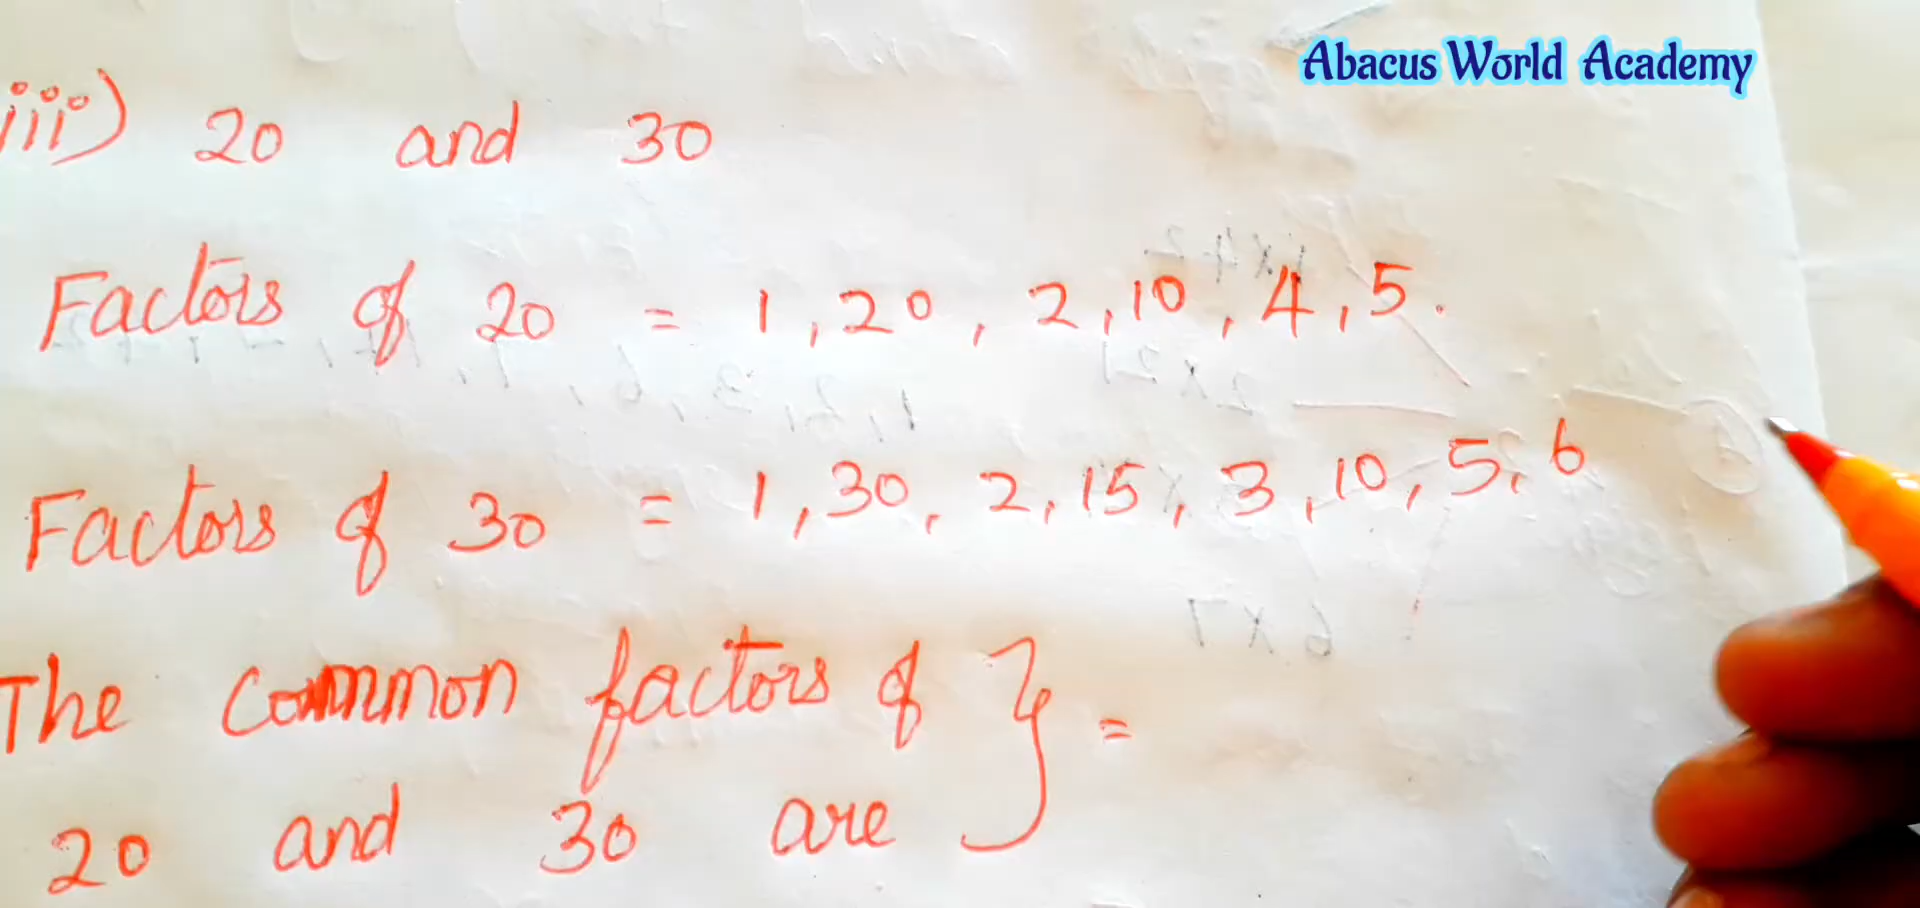 Abacus World Academy
iii) 20 and 30
Factors of 20 = 1, 20, 2, 10, 4, 5.
Factors of 30 = 1, 30, 2, 15, 3, 10, 5, 6
The common factors of } =
20 and 30 are